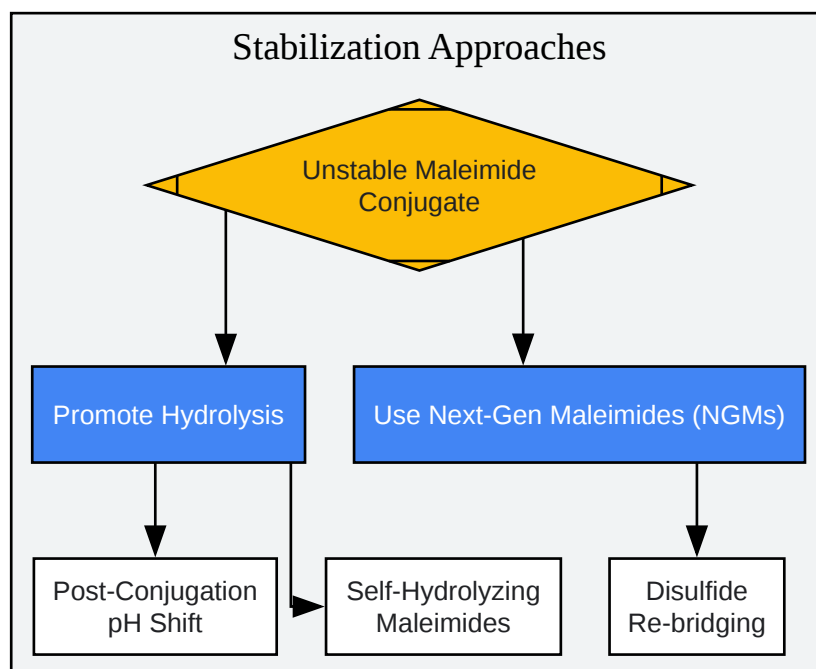 Stabilization Approaches
Unstable Maleimide
Conjugate
Promote Hydrolysis
Use Next-Gen Maleimides (NGMs)
Post-Conjugation
pH Shift
Self-Hydrolyzing
Maleimides
Disulfide
Re-bridging